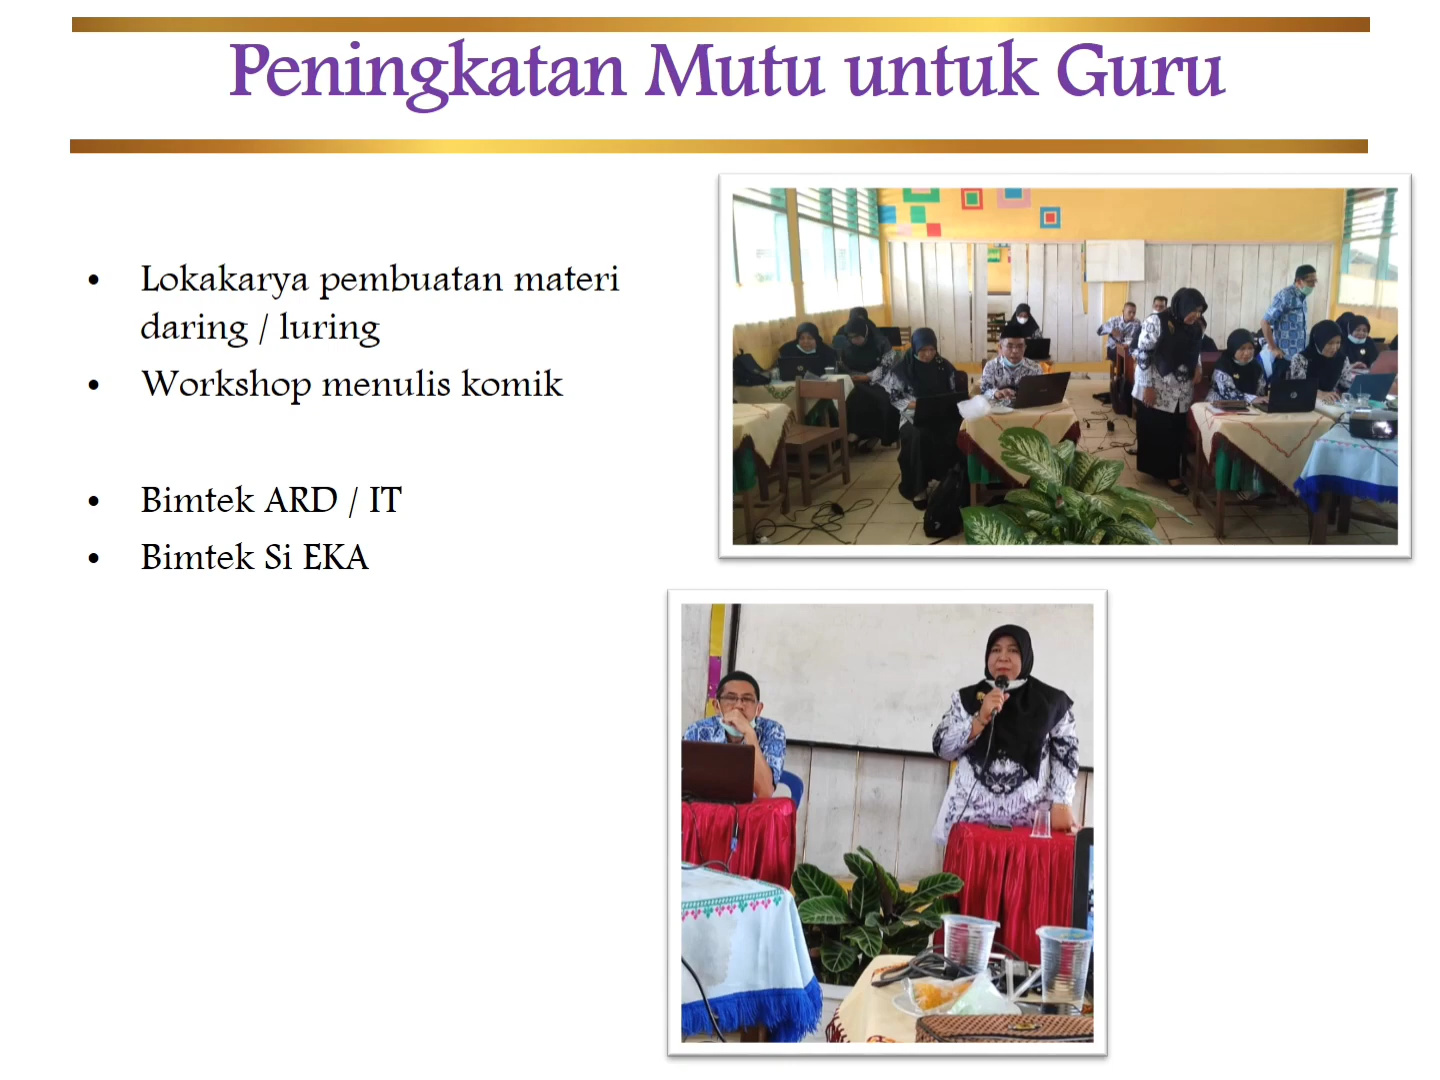 Peningkatan Mutu untuk Guru
• Lokakarya pembuatan materi
daring / luring
• Workshop menulis komik
• Bimtek ARD / IT
• Bimtek Si EKA